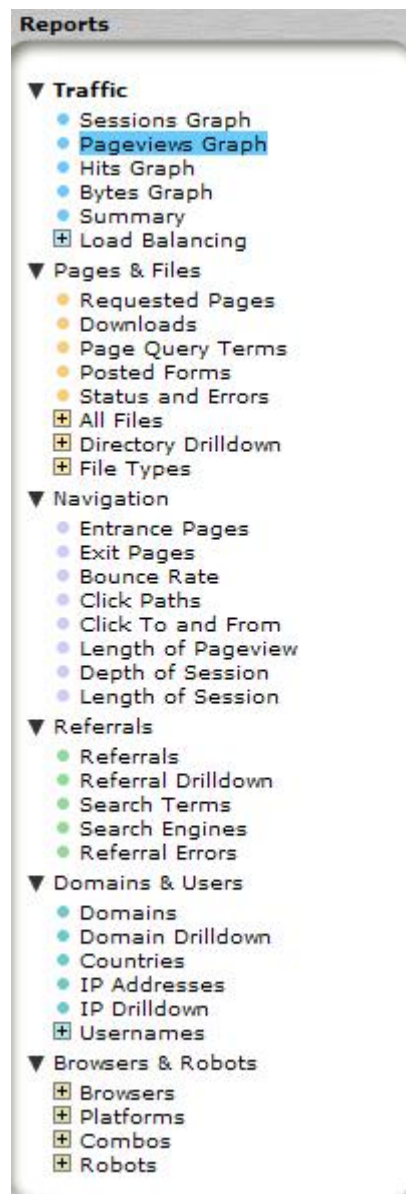 Reports
Traffic
Sessions Graph
Pageviews Graph
Hits Graph
Bytes Graph
Summary
Load Balancing
Pages & Files
Requested Pages
Downloads
Page Query Terms
Posted Forms
Status and Errors
All Files
Directory Drilldown
File Types
Navigation
Entrance Pages
Exit Pages
Bounce Rate
Click Paths
Click To and From
Length of Pageview
Depth of Session
Length of Session
Referrals
Referrals
Referral Drilldown
Search Terms
Search Engines
Referral Errors
Domains & Users
Domains
Domain Drilldown
Countries
IP Addresses
IP Drilldown
Usernames
Browsers & Robots
Browsers
Platforms
Combos
Robots